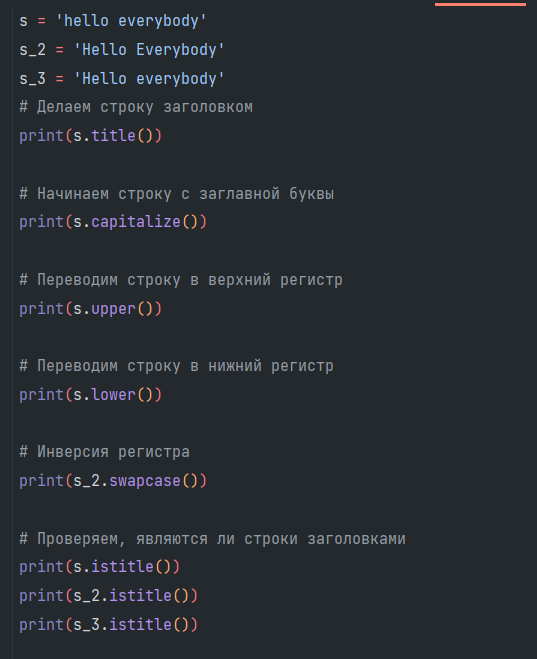 s = 'hello everybody'
s_2 = 'Hello Everybody'
s_3 = 'Hello everybody'
# Делаем строку заголовком
print(s.title())
# Начинаем строку с заглавной буквы
print(s.capitalize())
# Переводим строку в верхний регистр
print(s.upper())
# Переводим строку в нижний регистр
print(s.lower())
# Инверсия регистра
print(s_2.swapcase())
# Проверяем, являются ли строки заголовками
print(s.istitle())
print(s_2.istitle())
print(s_3.istitle())